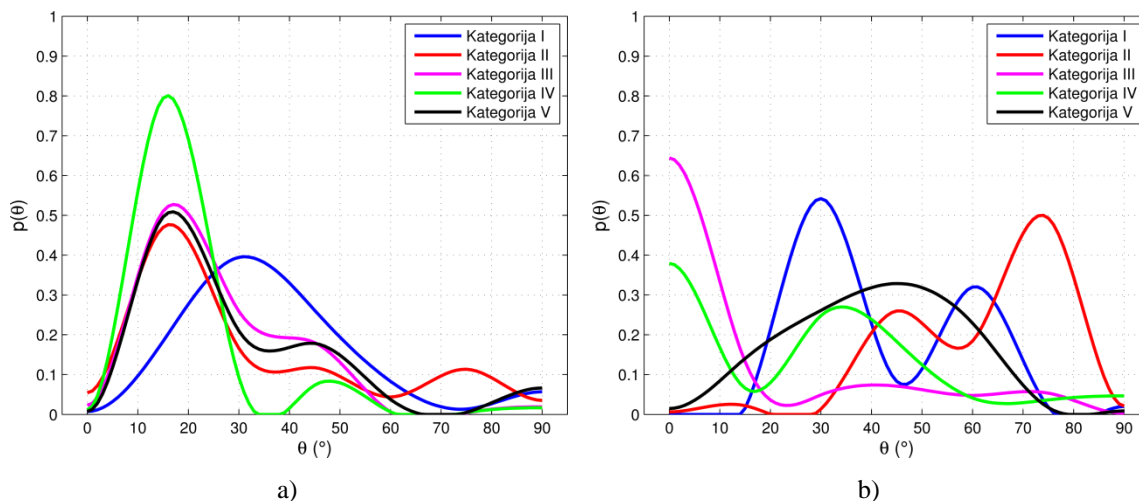 1
0.9
0.8
0.7
0.6
0.5
0.4
0.3
0.2
0.1
0
p(θ)
0 10 20 30 40 50 60 70 80 90
θ (°)
Kategorija I
Kategorija II
Kategorija III
Kategorija IV
Kategorija V
a)
1
0.9
0.8
0.7
0.6
0.5
0.4
0.3
0.2
0.1
0
p(θ)
0 10 20 30 40 50 60 70 80 90
θ (°)
Kategorija I
Kategorija II
Kategorija III
Kategorija IV
Kategorija V
b)